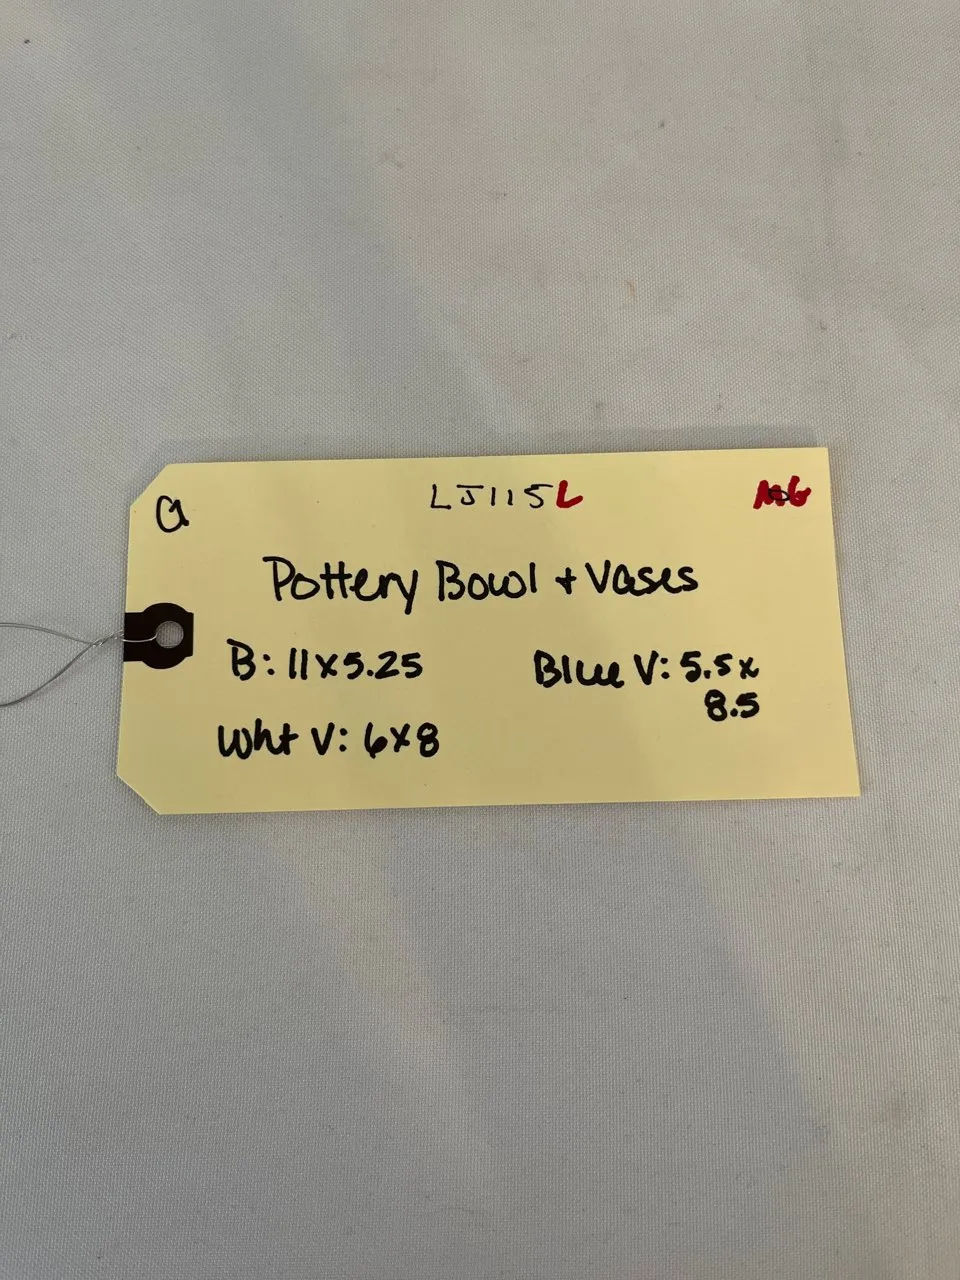 LJ115L
Pottery Bowl + Vases
B: 11x5.25
Blue V: 5.5x
8.5
Wht V: 6x8